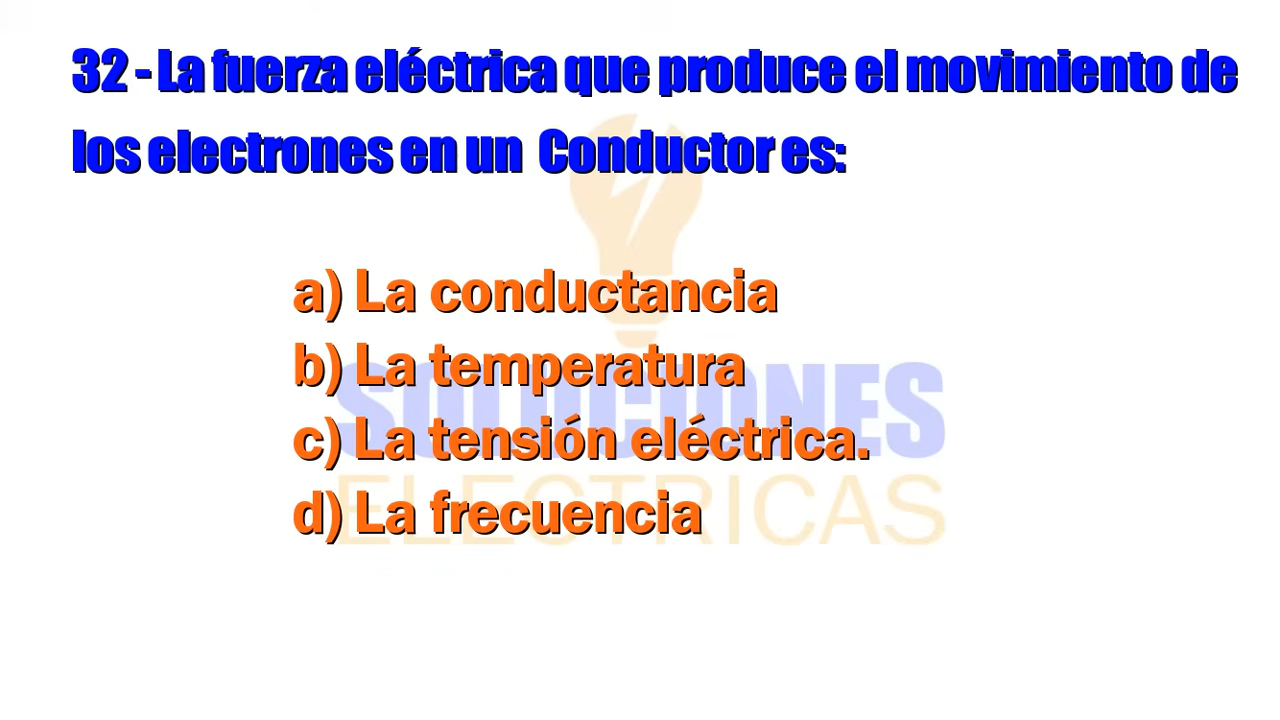 32 - La fuerza eléctrica que produce el movimiento de
los electrones en un Conductor es:
a) La conductancia
b) La temperatura
SOLUCIONES
c) La tensión eléctrica.
ELECTRICAS
d) La frecuencia